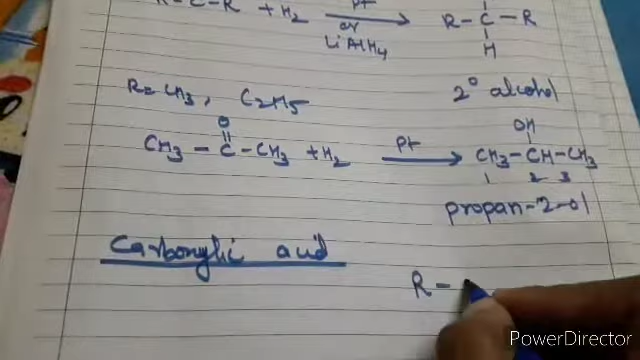 R-C-R + H2 Pt R-C-R
or
LiAlH4 H
R=CH3, C2H5 2° alcohol
O OH
CH3-C-CH3 + H2 Pt CH3-CH-CH3
1 2 3
propan-2-ol
Carboxylic acid
R-
PowerDirector